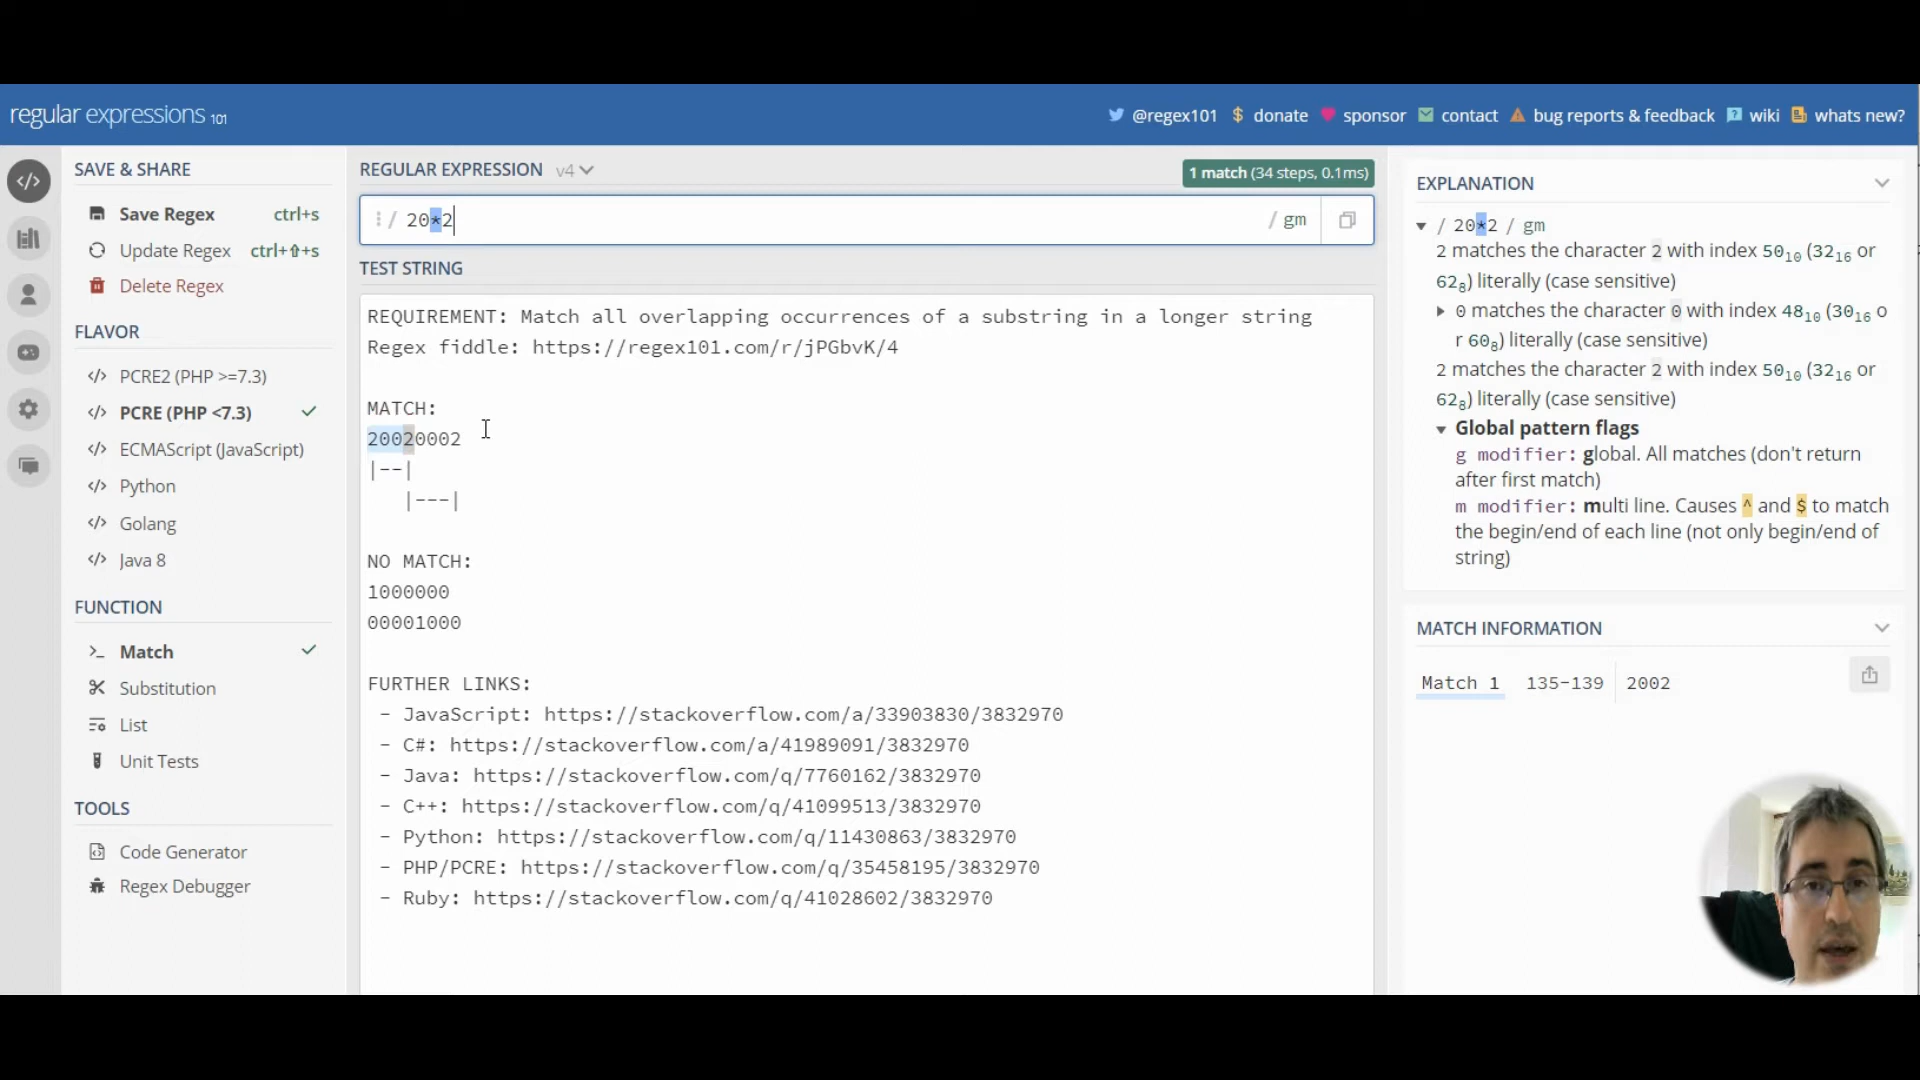 regular expressions 101
@regex101 donate sponsor contact bug reports & feedback wiki whats new?
SAVE & SHARE
Save Regex ctrl+s
Update Regex ctrl+⇧+s
Delete Regex
FLAVOR
PCRE2 (PHP >=7.3)
PCRE (PHP <7.3)
ECMAScript (JavaScript)
Python
Golang
Java 8
FUNCTION
Match
Substitution
List
Unit Tests
TOOLS
Code Generator
Regex Debugger
REGULAR EXPRESSION v4
1 match (34 steps, 0.1ms)
/ 20*2 / gm
TEST STRING
REQUIREMENT: Match all overlapping occurrences of a substring in a longer string
Regex fiddle: https://regex101.com/r/jPGbvK/4
MATCH:
20020002
|--|
|---|
NO MATCH:
1000000
00001000
FURTHER LINKS:
- JavaScript: https://stackoverflow.com/a/33903830/3832970
- C#: https://stackoverflow.com/a/41989091/3832970
- Java: https://stackoverflow.com/q/7760162/3832970
- C++: https://stackoverflow.com/q/41099513/3832970
- Python: https://stackoverflow.com/q/11430863/3832970
- PHP/PCRE: https://stackoverflow.com/q/35458195/3832970
- Ruby: https://stackoverflow.com/q/41028602/3832970
EXPLANATION
/ 20*2 / gm
2 matches the character 2 with index 50₁₀ (32₁₆ or
62₈) literally (case sensitive)
0 matches the character 0 with index 48₁₀ (30₁₆ o
r 60₈) literally (case sensitive)
2 matches the character 2 with index 50₁₀ (32₁₆ or
62₈) literally (case sensitive)
Global pattern flags
g modifier: global. All matches (don't return
after first match)
m modifier: multi line. Causes ^ and $ to match
the begin/end of each line (not only begin/end of
string)
MATCH INFORMATION
Match 1 135-139 2002